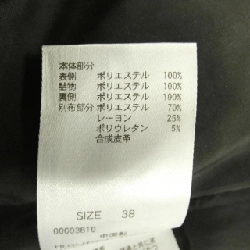 本体部分
表側 ポリエステル 100%
詰物 ポリエステル 100%
裏側 ポリエステル 100%
別布部分 ポリエステル 70%
レーヨン 25%
ポリウレタン 5%
合成皮革
SIZE 38
00003610